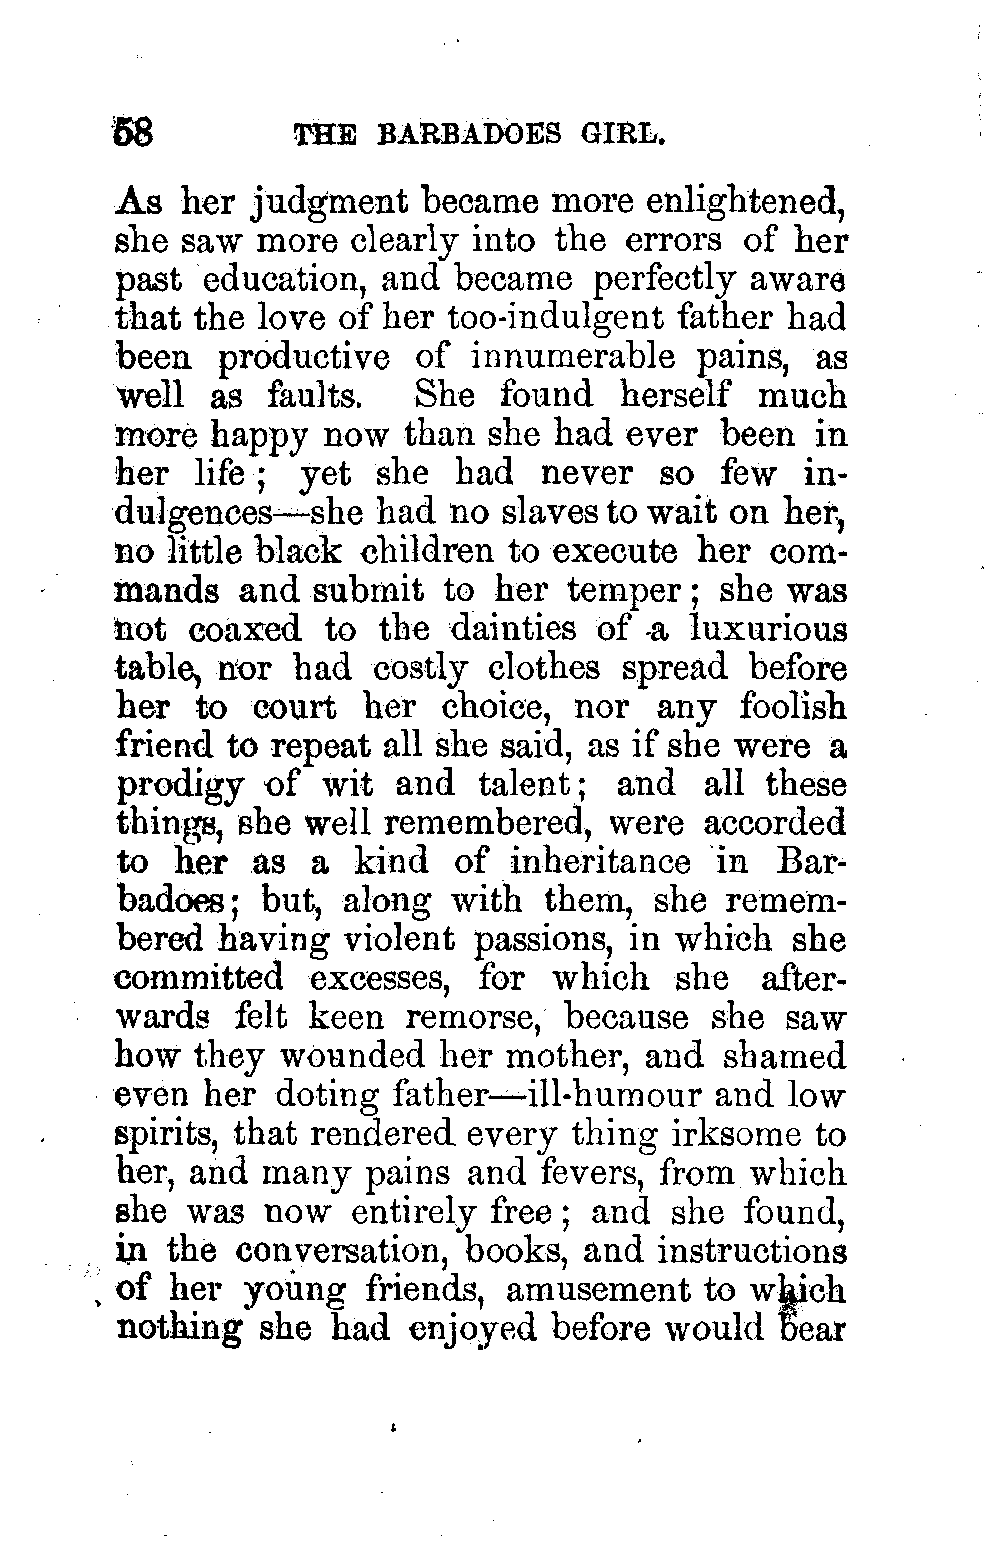 58 THE BARBADOES GIRL.
As her judgment became more enlightened,
she saw more clearly into the errors of her
past education, and became perfectly aware
that the love of her too-indulgent father had
been productive of innumerable pains, as
well as faults. She found herself much
more happy now than she had ever been in
her life; yet she had never so few in-
dulgences—she had no slaves to wait on her,
no little black children to execute her com-
mands and submit to her temper; she was
not coaxed to the dainties of a luxurious
table, nor had costly clothes spread before
her to court her choice, nor any foolish
friend to repeat all she said, as if she were a
prodigy of wit and talent; and all these
things, she well remembered, were accorded
to her as a kind of inheritance in Bar-
badoes; but, along with them, she remem-
bered having violent passions, in which she
committed excesses, for which she after-
wards felt keen remorse, because she saw
how they wounded her mother, and shamed
even her doting father—ill-humour and low
spirits, that rendered every thing irksome to
her, and many pains and fevers, from which
she was now entirely free; and she found,
in the conversation, books, and instructions
of her young friends, amusement to which
nothing she had enjoyed before would bear